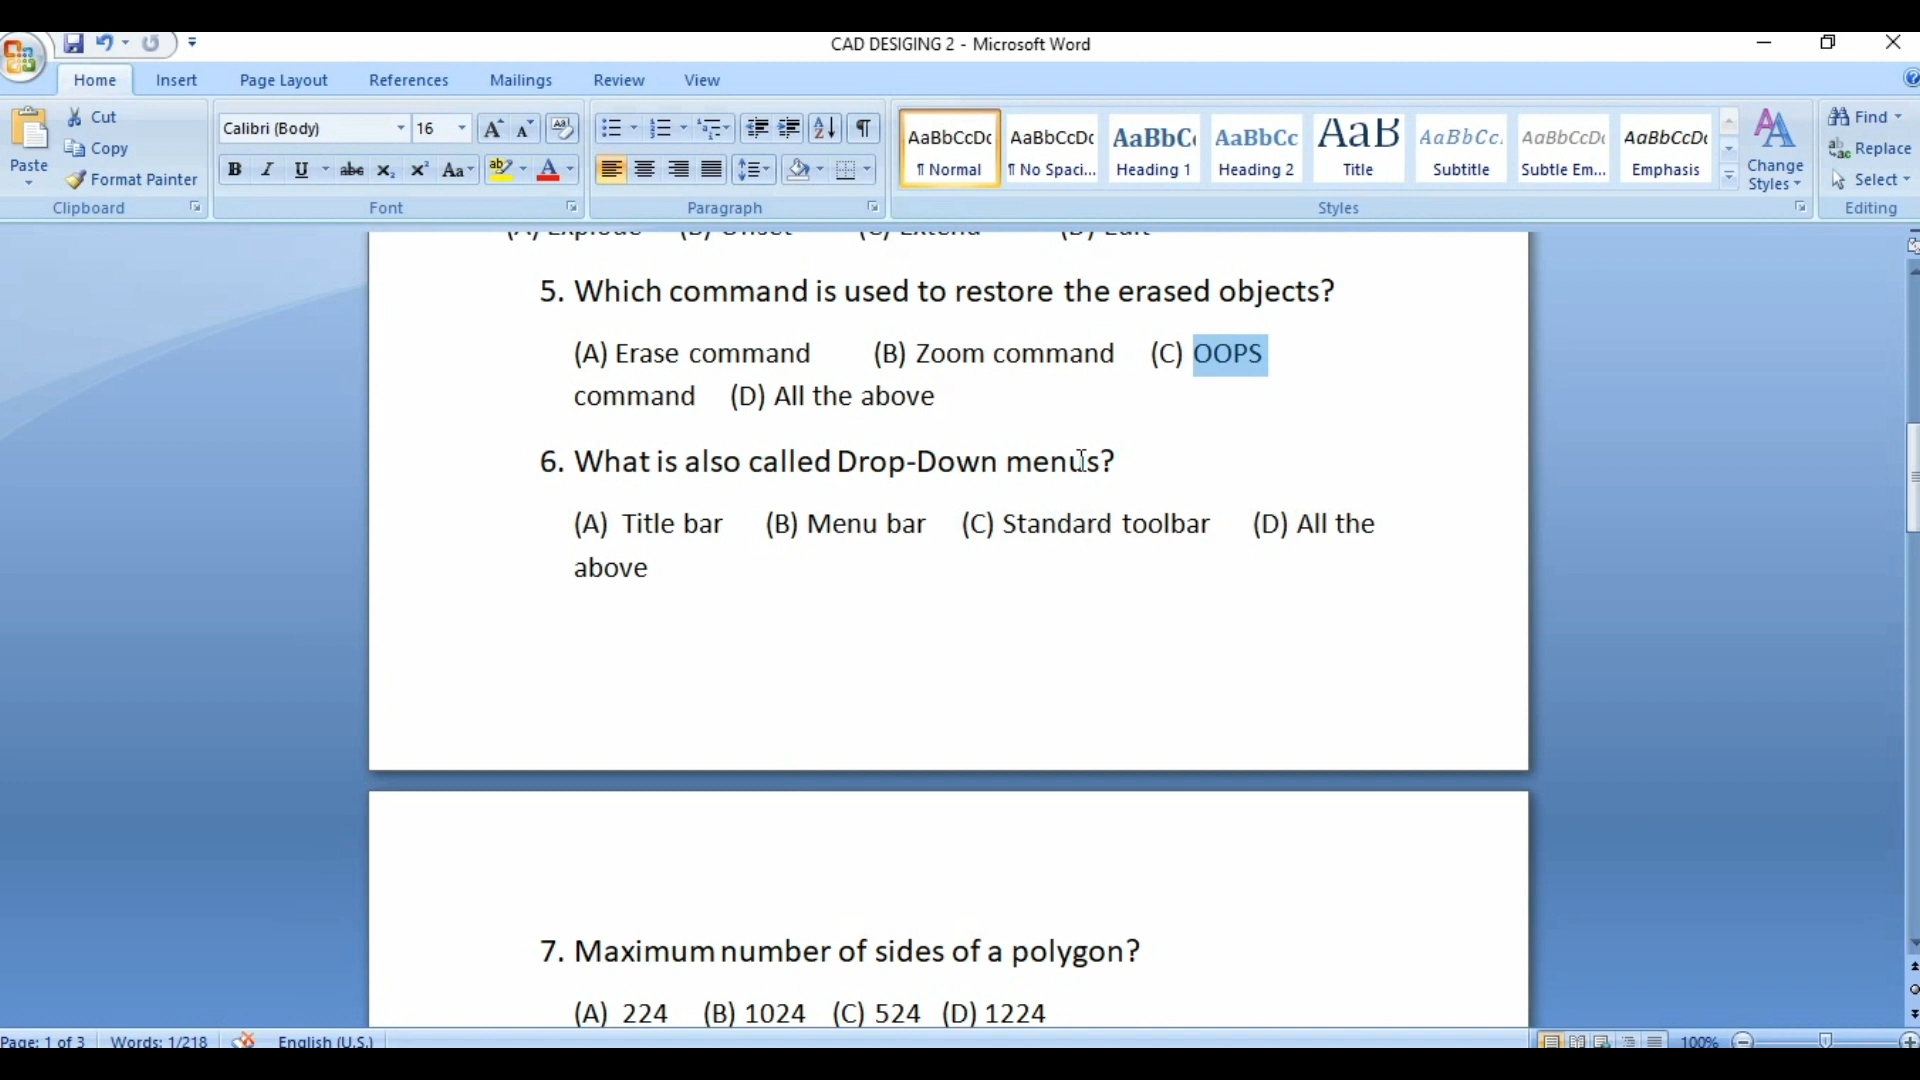 CAD DESIGING 2 - Microsoft Word
Home Insert Page Layout References Mailings Review View
Paste
Cut
Copy
Format Painter
Clipboard
Calibri (Body) 16
Font
Paragraph
AaBbCcDc AaBbCcDc AaBbC AaBbCc AaB AaBbCc. AaBbCcDc AaBbCcDc
¶ Normal ¶ No Spaci... Heading 1 Heading 2 Title Subtitle Subtle Em... Emphasis
Change Styles
Styles
Find
Replace
Select
Editing
(A) Explode (B) Offset (C) Extend (D) Edit
5. Which command is used to restore the erased objects?
(A) Erase command (B) Zoom command (C) OOPS
command (D) All the above
6. What is also called Drop-Down menus?
(A) Title bar (B) Menu bar (C) Standard toolbar (D) All the
above
7. Maximum number of sides of a polygon?
(A) 224 (B) 1024 (C) 524 (D) 1224
Page: 1 of 3 Words: 1/218 English (U.S.) 100%